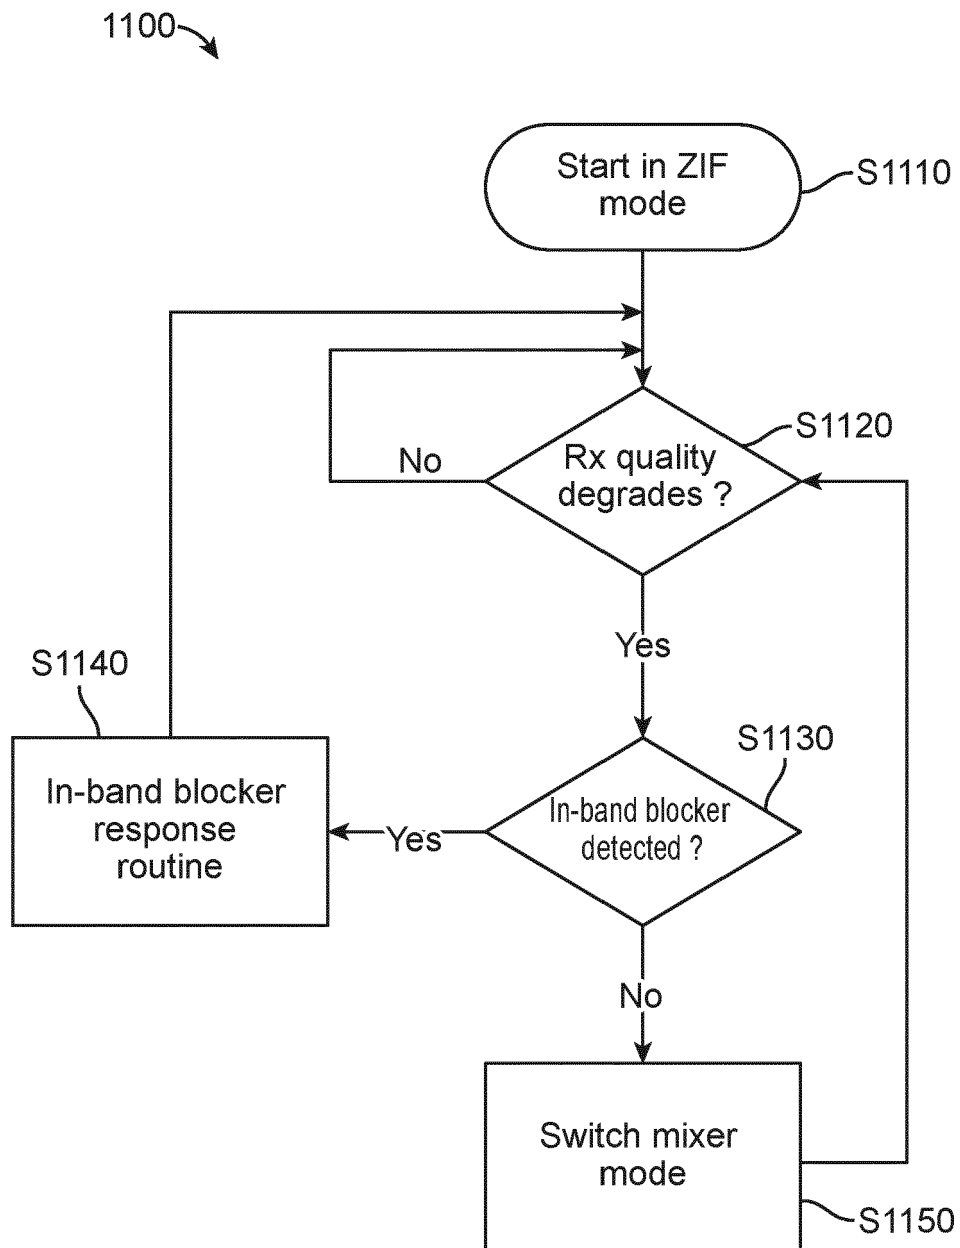 1100
Start in ZIF
mode
S1110
S1120
Rx quality
degrades ?
No
Yes
S1140
S1130
In-band blocker
response
routine
In-band blocker
detected ?
Yes
No
Switch mixer
mode
S1150